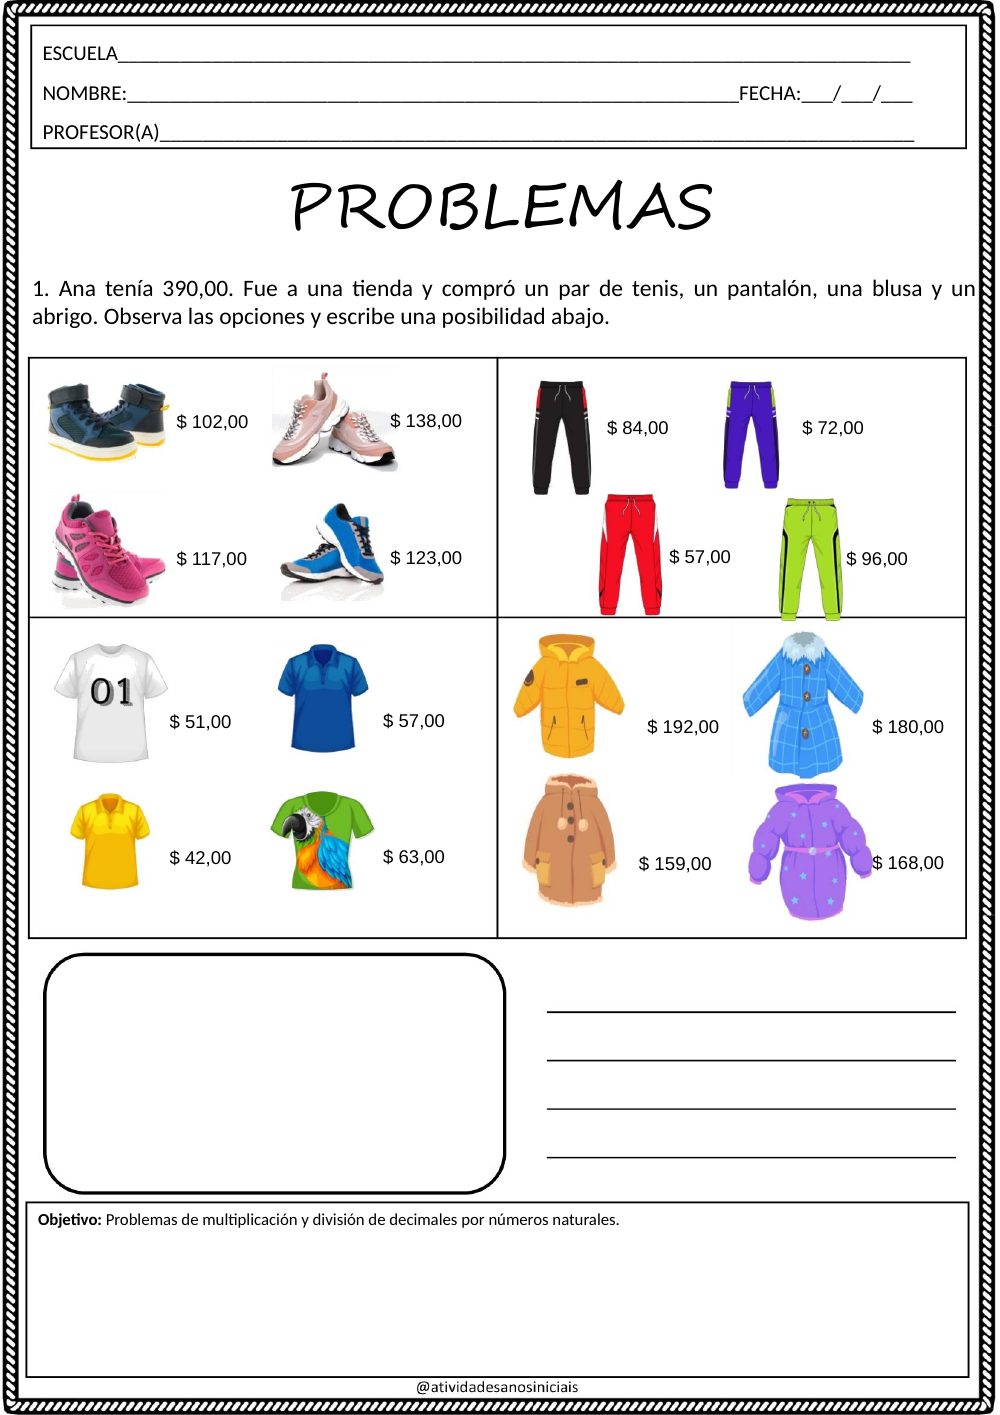 ESCUELA___________________________________________________________________________
NOMBRE:__________________________________________________________FECHA:___/___/___
PROFESOR(A)_______________________________________________________________________
PROBLEMAS
1. Ana tenía 390,00. Fue a una tienda y compró un par de tenis, un pantalón, una blusa y un
abrigo. Observa las opciones y escribe una posibilidad abajo.
$ 102,00
$ 138,00
$ 117,00
$ 123,00
$ 84,00
$ 72,00
$ 57,00
$ 96,00
01
$ 51,00
$ 57,00
$ 42,00
$ 63,00
$ 192,00
$ 180,00
$ 159,00
$ 168,00
Objetivo: Problemas de multiplicación y división de decimales por números naturales.
@atividadesanosiniciais